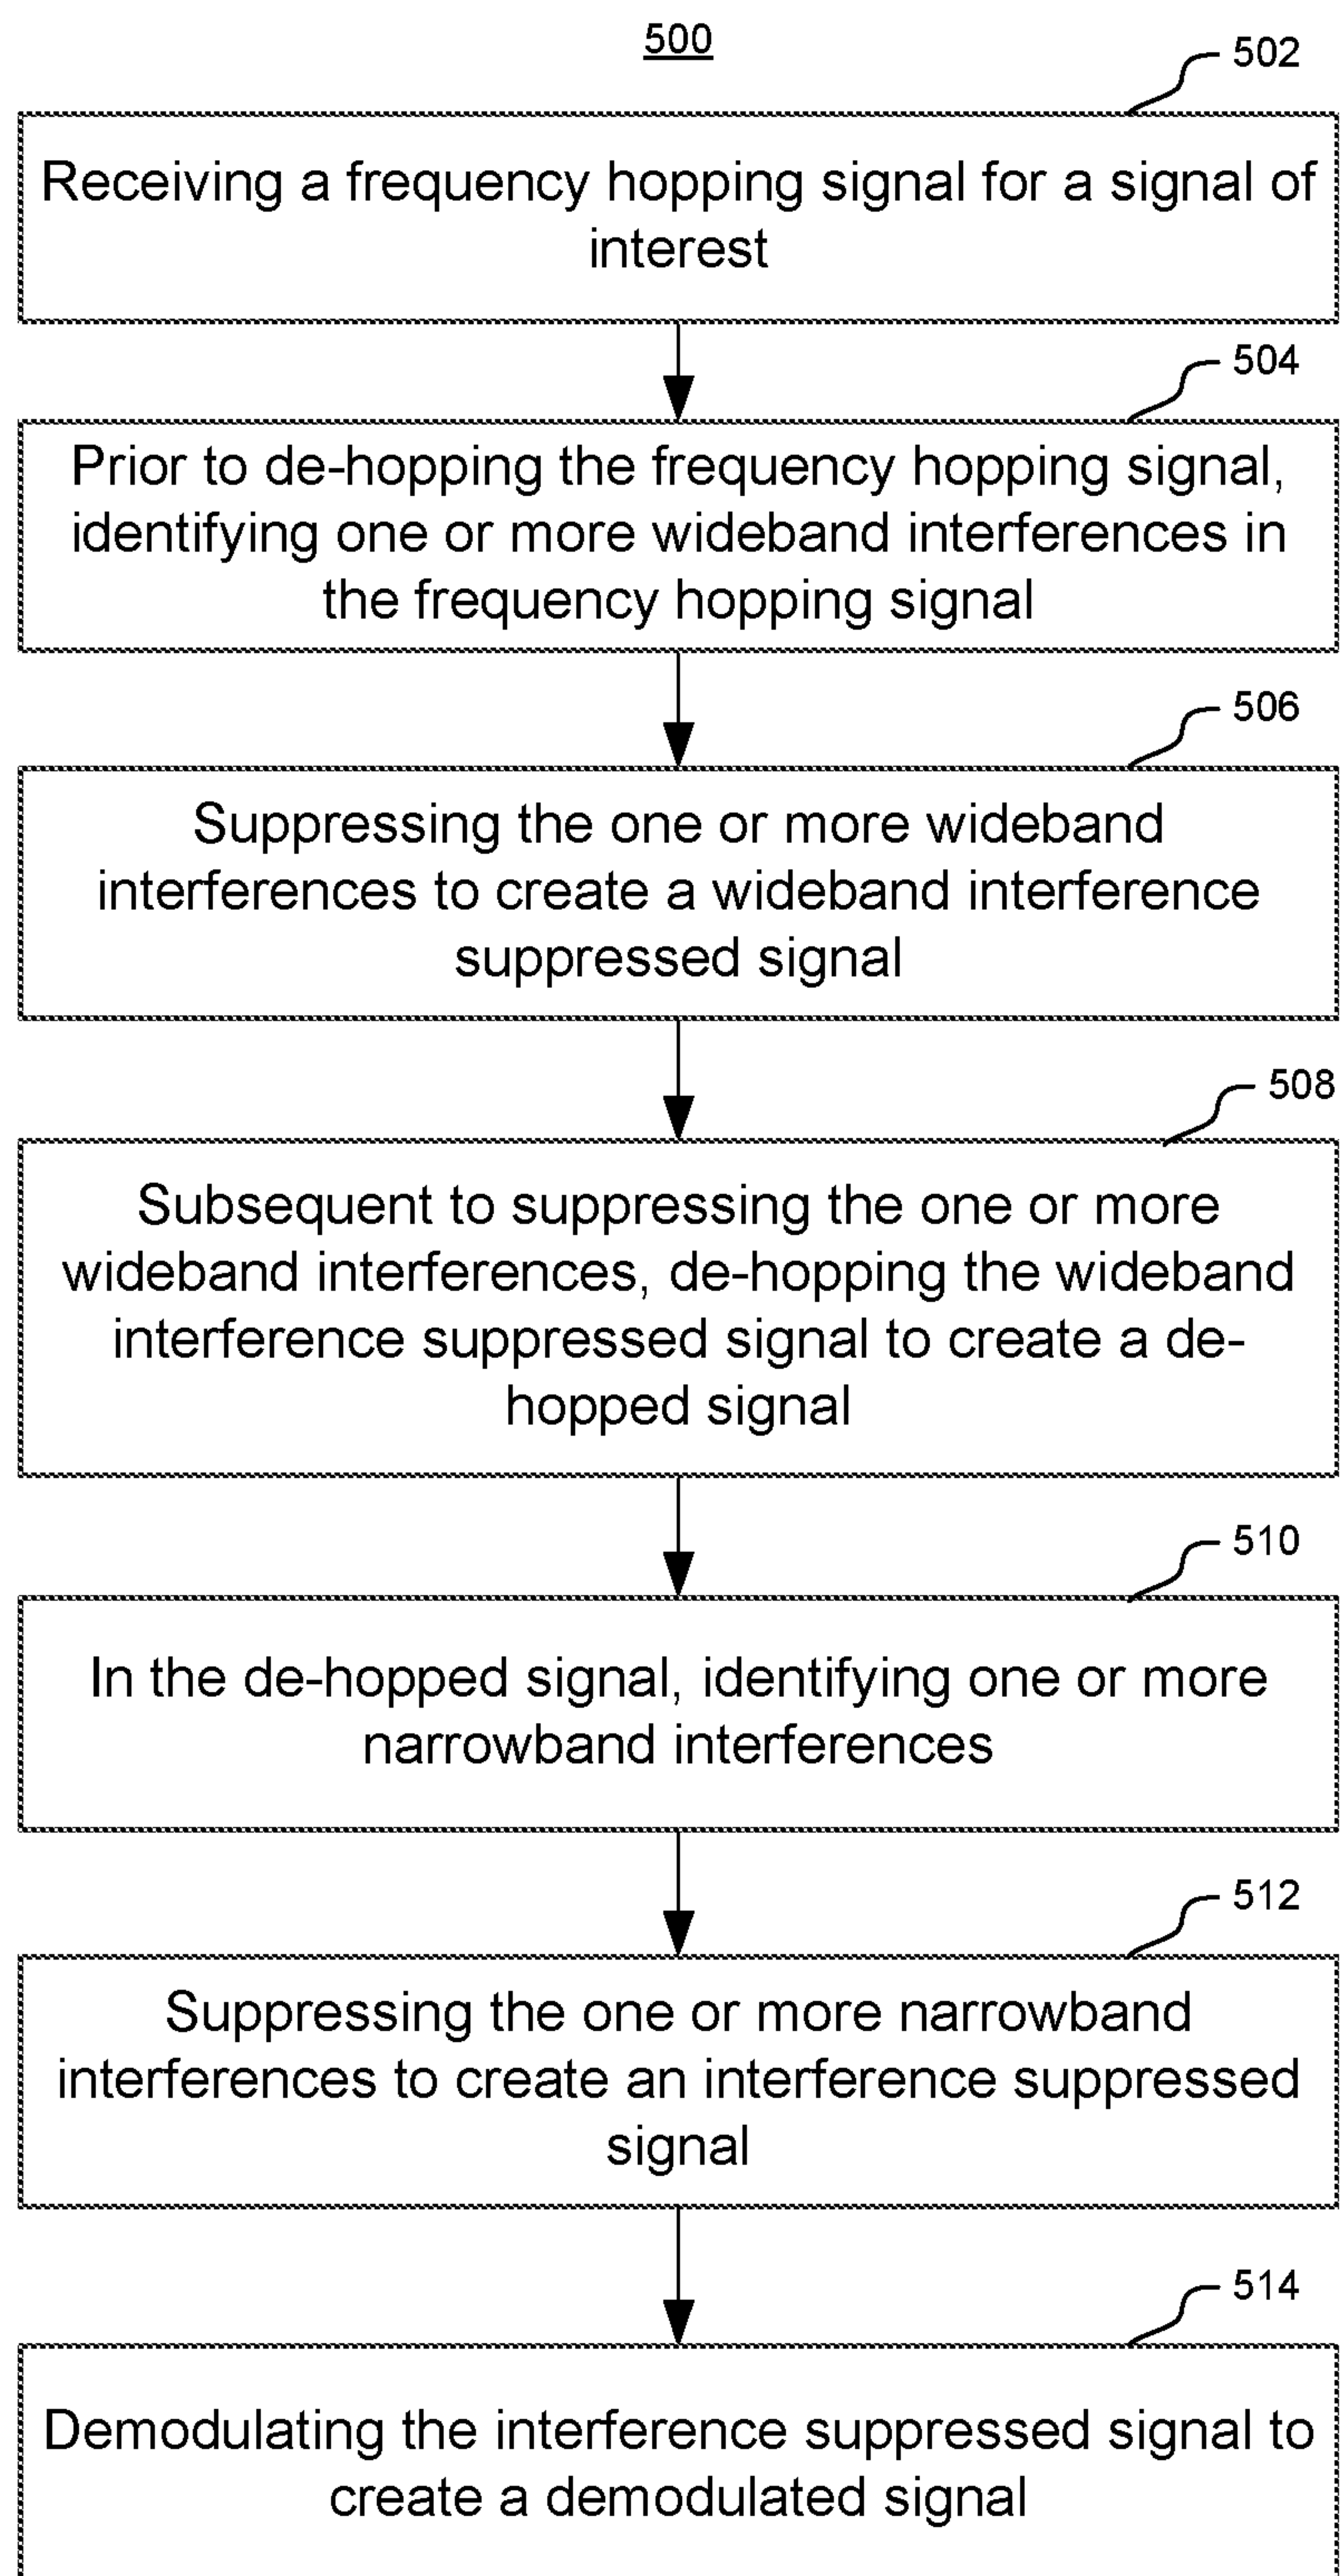 500
502
Receiving a frequency hopping signal for a signal of
interest
504
Prior to de-hopping the frequency hopping signal,
identifying one or more wideband interferences in
the frequency hopping signal
506
Suppressing the one or more wideband
interferences to create a wideband interference
suppressed signal
508
Subsequent to suppressing the one or more
wideband interferences, de-hopping the wideband
interference suppressed signal to create a de-
hopped signal
510
In the de-hopped signal, identifying one or more
narrowband interferences
512
Suppressing the one or more narrowband
interferences to create an interference suppressed
signal
514
Demodulating the interference suppressed signal to
create a demodulated signal